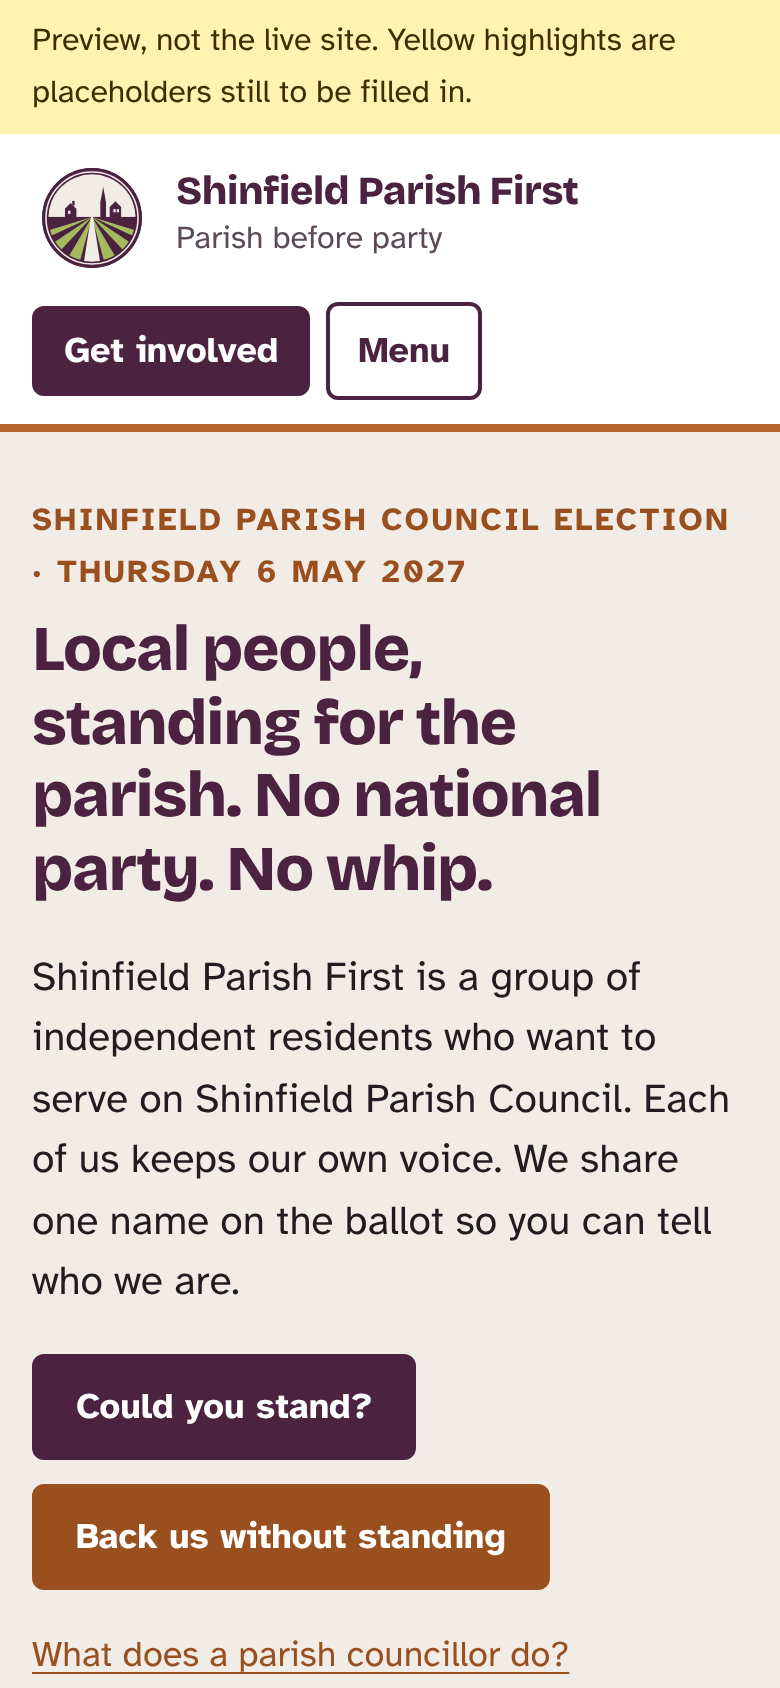 Preview, not the live site. Yellow highlights are
placeholders still to be filled in.
Shinfield Parish First
Parish before party
Get involved
Menu
SHINFIELD PARISH COUNCIL ELECTION
· THURSDAY 6 MAY 2027
Local people,
standing for the
parish. No national
party. No whip.
Shinfield Parish First is a group of
independent residents who want to
serve on Shinfield Parish Council. Each
of us keeps our own voice. We share
one name on the ballot so you can tell
who we are.
Could you stand?
Back us without standing
What does a parish councillor do?